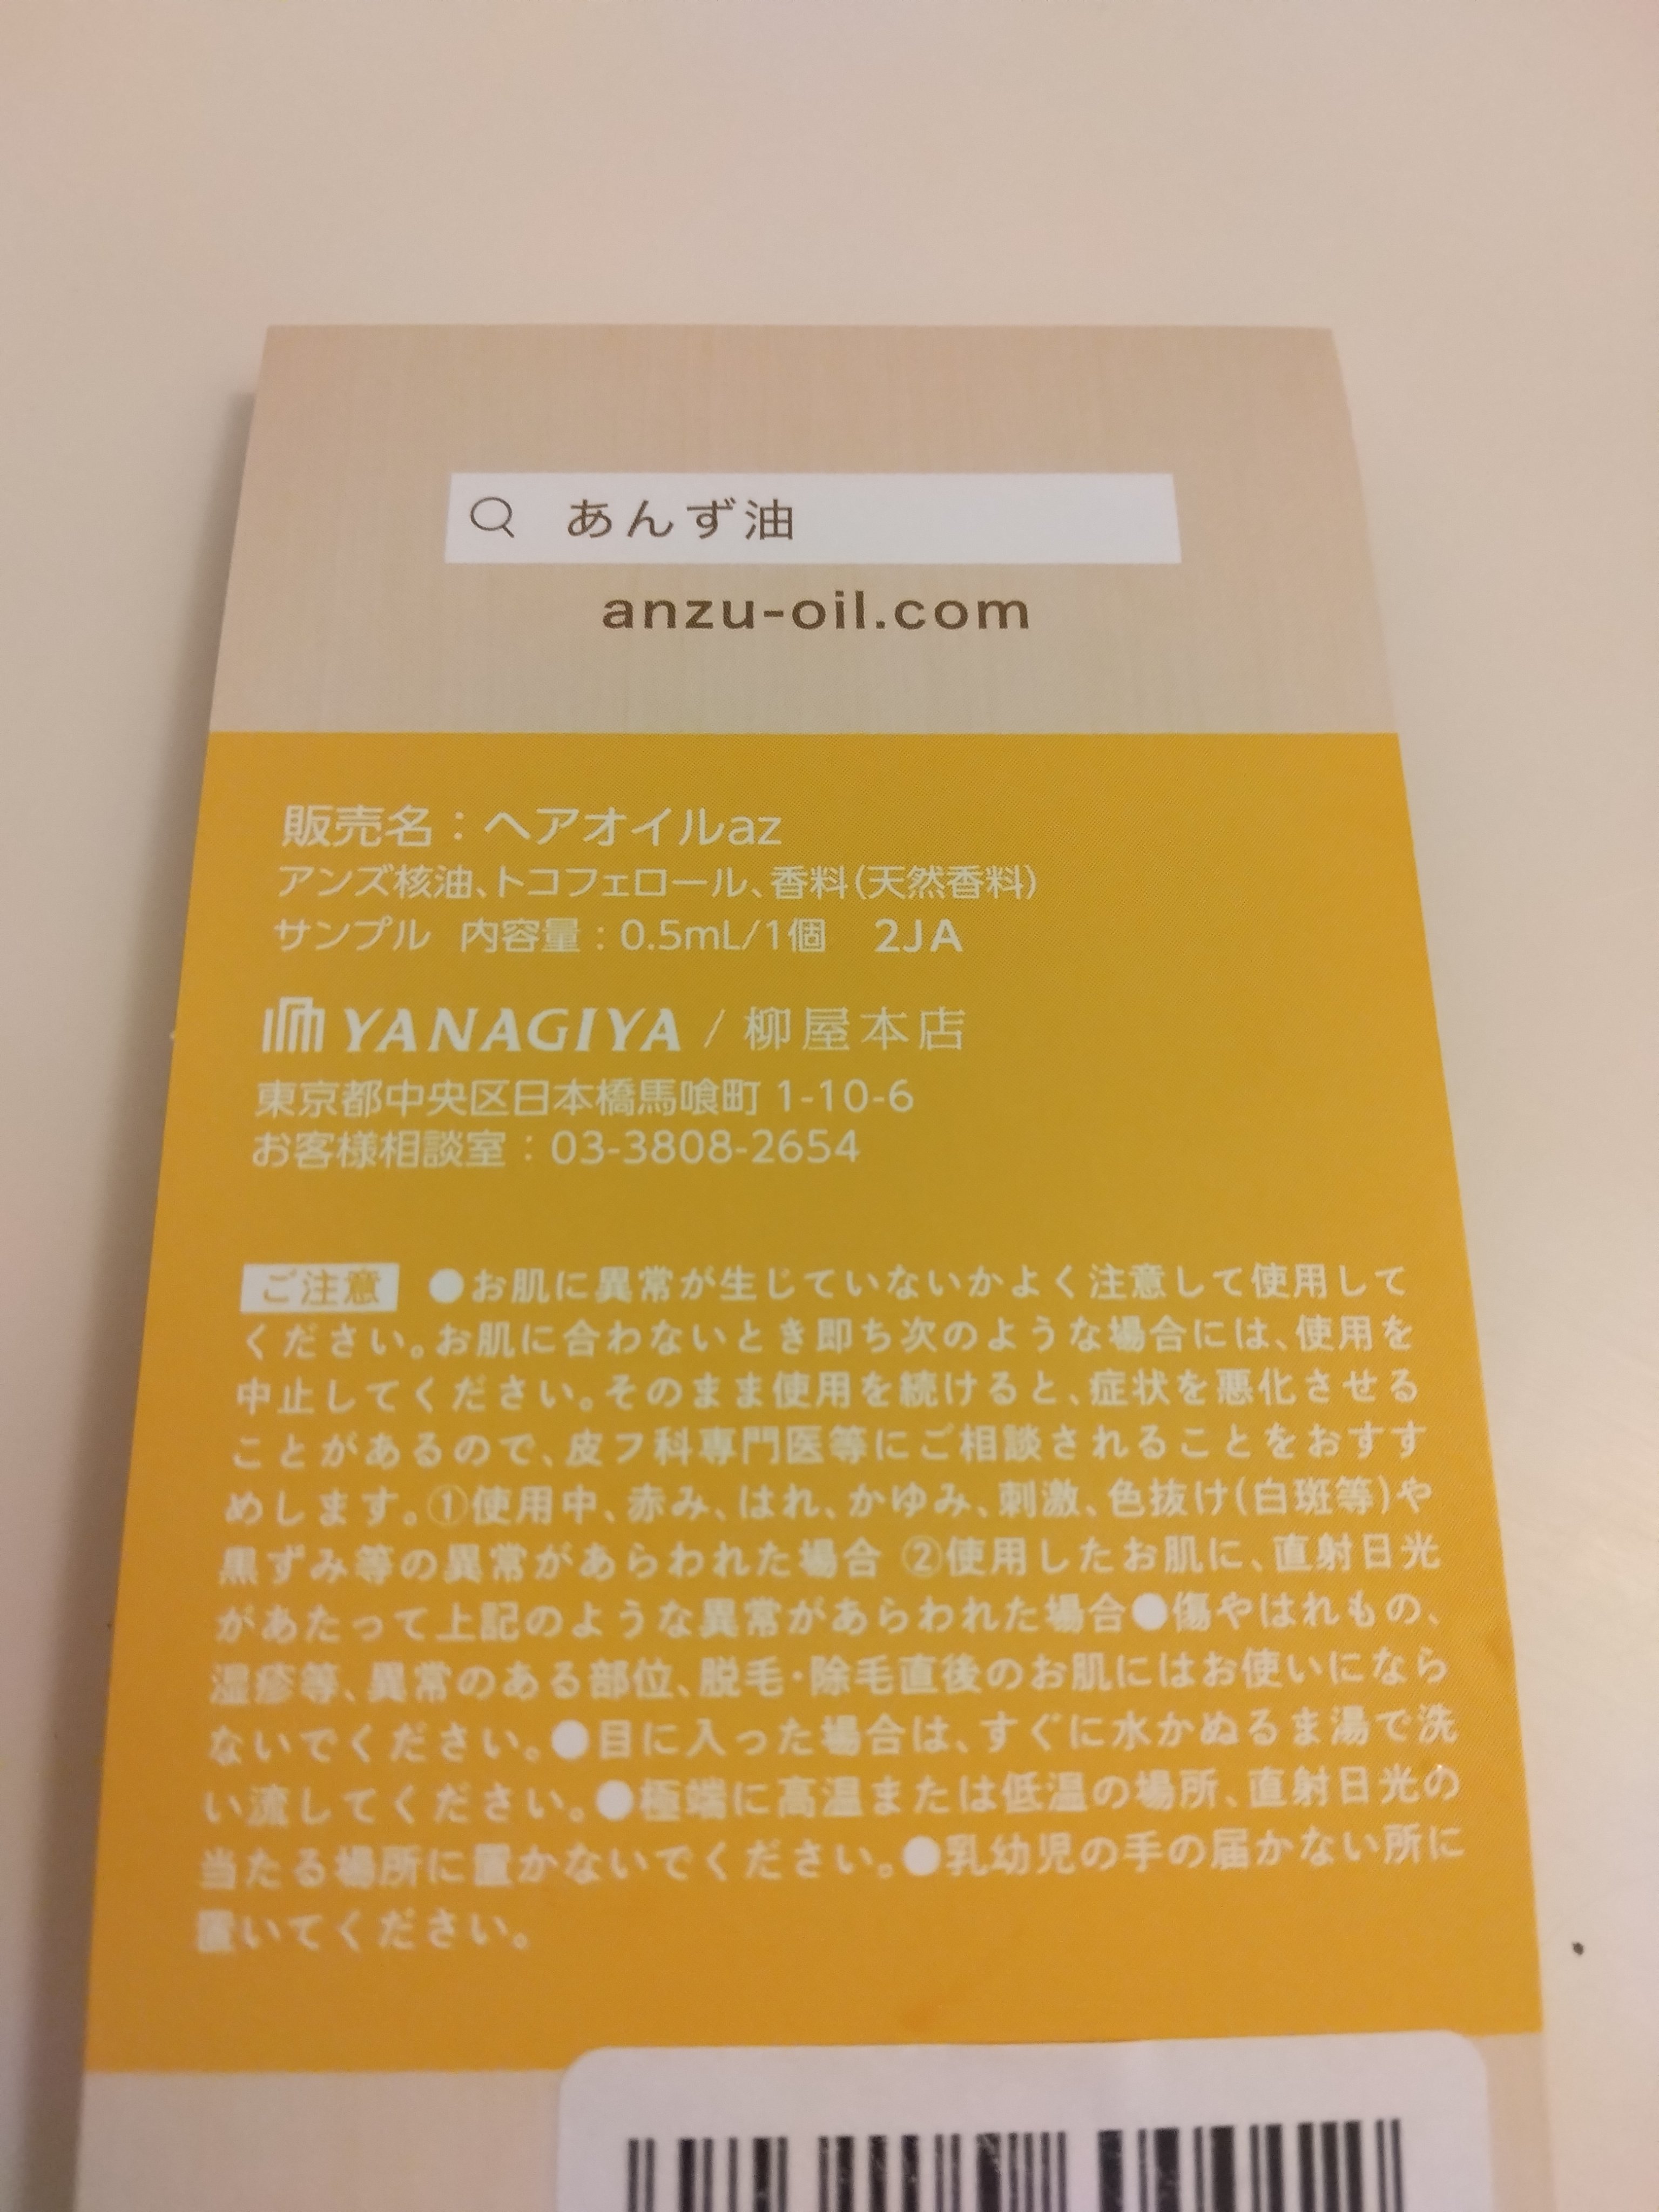 あんず油
anzu-oil.com
販売名：ヘアオイルaz
アンズ核油、トコフェロール、香料(天然香料)
サンプル 内容量：0.5mL/1個 2JA
YANAGIYA / 柳屋本店
東京都中央区日本橋馬喰町 1-10-6
お客様相談室：03-3808-2654
ご注意 ●お肌に異常が生じていないかよく注意して使用して
ください。お肌に合わないとき即ち次のような場合には、使用を
中止してください。そのまま使用を続けると、症状を悪化させる
ことがあるので、皮フ科専門医等にご相談されることをおすす
めします。①使用中、赤み、はれ、かゆみ、刺激、色抜け(白斑等)や
黒ずみ等の異常があらわれた場合 ②使用したお肌に、直射日光
があたって上記のような異常があらわれた場合●傷やはれもの、
湿疹等、異常のある部位、脱毛・除毛直後のお肌にはお使いになら
ないでください。●目に入った場合は、すぐに水かぬるま湯で洗
い流してください。●極端に高温または低温の場所、直射日光の
当たる場所に置かないでください。●乳幼児の手の届かない所に
置いてください。